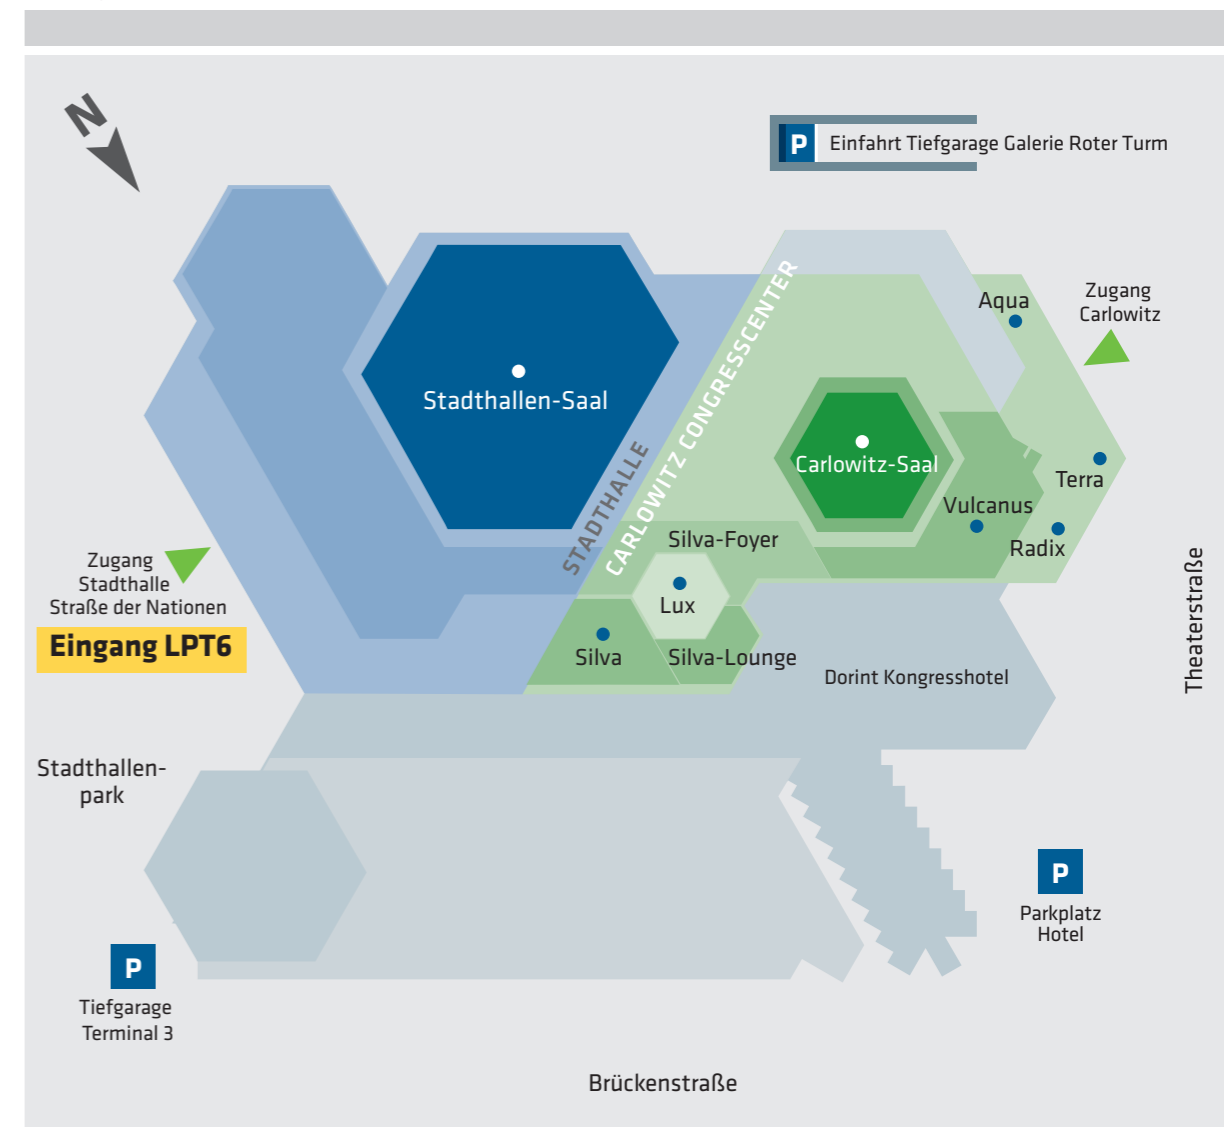 N
P Einfahrt Tiefgarage Galerie Roter Turm
Aqua
Zugang
Carlowitz
Stadthallen-Saal
STADTHALLE
CARLOWITZ CONGRESSCENTER
Carlowitz-Saal
Terra
Vulcanus
Radix
Silva-Foyer
Lux
Silva
Silva-Lounge
Zugang
Stadthalle
Straße der Nationen
Eingang LPT6
Dorint Kongresshotel
Theaterstraße
Stadthallen-
park
P
Parkplatz
Hotel
P
Tiefgarage
Terminal 3
Brückenstraße